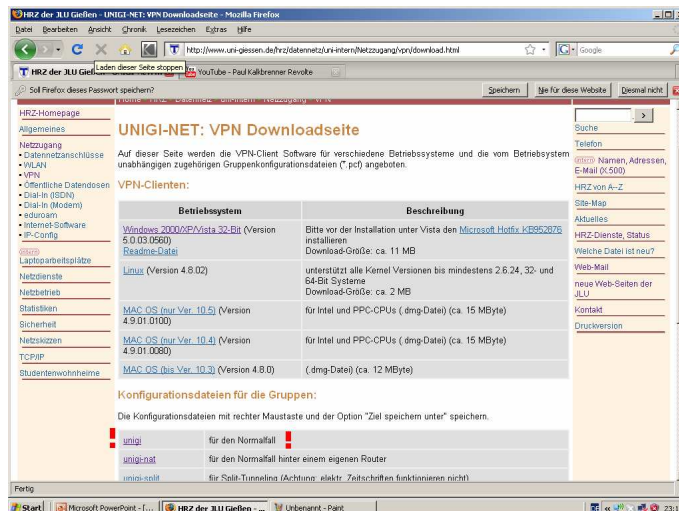 HRZ der JLU Gießen - UNIGI-NET: VPN Downloadseite - Mozilla Firefox
Datei Bearbeiten Ansicht Chronik Lesezeichen Extras Hilfe
http://www.uni-giessen.de/hrz/datennetz/uni-intern/Netzzugang/vpn/download.html
Google
HRZ der JLU Gießen -
Laden dieser Seite stoppen
YouTube - Paul Kalkbrenner Revolte
Soll Firefox dieses Passwort speichern?
Speichern
Nie für diese Website
Diesmal nicht
HRZ-Homepage
Allgemeines
Netzzugang
• Datennetzanschlüsse
• WLAN
• VPN
• Öffentliche Datendosen
• Dial-In (ISDN)
• Dial-In (Modem)
• eduroam
• Internet-Software
• IP-Config
intern
Laptoparbeitsplätze
Netzdienste
Netzbetrieb
Statistiken
Sicherheit
Netzskizzen
TCP/IP
Studentenwohnheime
Home HRZ Datennetz uni-intern Netzzugang VPN
UNIGI-NET: VPN Downloadseite
Auf dieser Seite werden die VPN-Client Software für verschiedene Betriebssysteme und die vom Betriebsystem
unabhängigen zugehörigen Gruppenkonfigurationsdateien (*.pcf) angeboten.
VPN-Clienten:
Betriebssystem
Beschreibung
Windows 2000/XP/Vista 32-Bit (Version
5.0.03.0560)
Readme-Datei
Bitte vor der Installation unter Vista den Microsoft Hotfix KB952876
installieren
Download-Größe: ca. 11 MB
Linux (Version 4.8.02)
unterstützt alle Kernel Versionen bis mindestens 2.6.24, 32- und
64-Bit Systeme
Download-Größe: ca. 2 MB
MAC OS (nur Ver. 10.5) (Version
4.9.01.0100)
für Intel und PPC-CPUs (.dmg-Datei) (ca. 15 MByte)
MAC OS (nur Ver. 10.4) (Version
4.9.01.0080)
für Intel und PPC-CPUs (.dmg-Datei) (ca. 15 MByte)
MAC OS (bis Ver. 10.3) (Version 4.8.0)
(.dmg-Datei) (ca. 12 MByte)
Konfigurationsdateien für die Gruppen:
Die Konfigurationsdateien mit rechter Maustaste und der Option "Ziel speichern unter" speichern.
! unigi für den Normalfall !
unigi-nat für den Normalfall hinter einem eigenen Router
unigi-split für Split-Tunneling (Achtung: elektr. Zeitschriften funktionieren nicht)
Suche
Telefon
intern Namen, Adressen,
E-Mail (X.500)
HRZ von A--Z
Site-Map
Aktuelles
HRZ-Dienste, Status
Welche Datei ist neu?
Web-Mail
neue Web-Seiten der
JLU
Kontakt
Druckversion
Fertig
Start
Microsoft PowerPoint - [...
HRZ der JLU Gießen - ...
Unbenannt - Paint